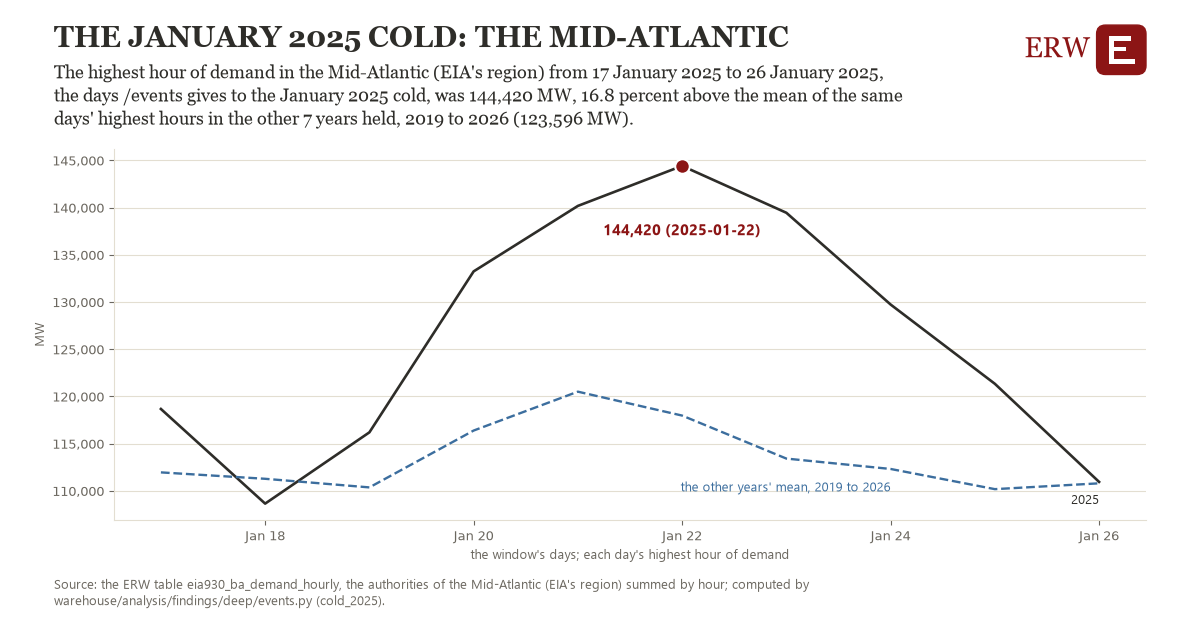 THE JANUARY 2025 COLD: THE MID-ATLANTIC
ERW E
The highest hour of demand in the Mid-Atlantic (EIA's region) from 17 January 2025 to 26 January 2025,
the days /events gives to the January 2025 cold, was 144,420 MW, 16.8 percent above the mean of the same
days' highest hours in the other 7 years held, 2019 to 2026 (123,596 MW).
145,000
140,000
135,000
130,000
125,000
120,000
115,000
110,000
MW
144,420 (2025-01-22)
the other years' mean, 2019 to 2026
2025
Jan 18
Jan 20
Jan 22
Jan 24
Jan 26
the window's days; each day's highest hour of demand
Source: the ERW table eia930_ba_demand_hourly, the authorities of the Mid-Atlantic (EIA's region) summed by hour; computed by
warehouse/analysis/findings/deep/events.py (cold_2025).